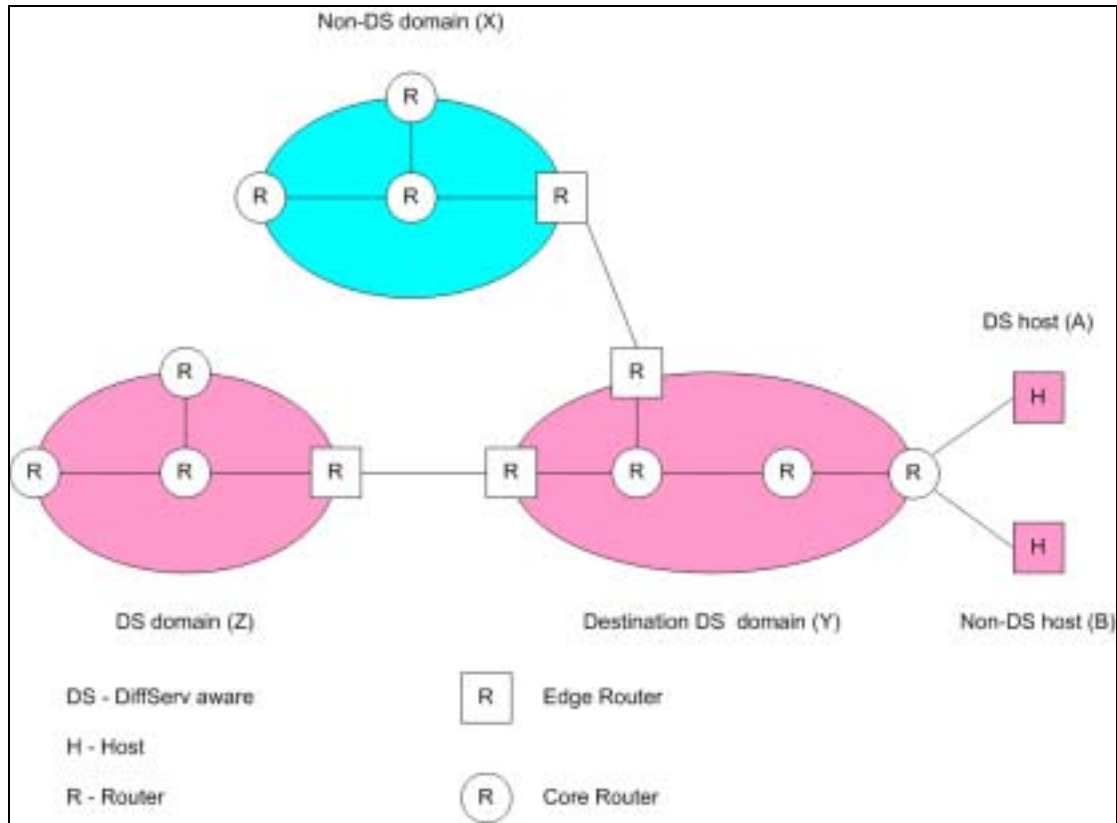 Non-DS domain (X)
R
R
R
R
DS host (A)
R
R
H
R
R
R
R
R
R
R
R
H
DS domain (Z)
Destination DS domain (Y)
Non-DS host (B)
DS - DiffServ aware
R
Edge Router
H - Host
R - Router
R
Core Router